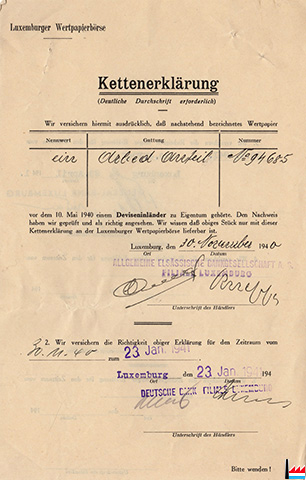 Luxemburger Wertpapierbörse
Kettenerklärung
(Deutliche Durchschrift erforderlich)
Wir versichern hiermit ausdrücklich, daß nachstehend bezeichnetes Wertpapier
Nennwert Gattung Nummer
ein Arbed-Anteil No 94685
vor dem 10. Mai 1940 einem Deviseninländer zu Eigentum gehörte. Den Nachweis
haben wir geprüft und als richtig angesehen. Wir wissen daß obiges Stück nur mit dieser
Kettenerklärung an der Luxemburger Wertpapierbörse lieferbar ist.
Luxemburg, den 30. November 1940
Ort Datum
ALLGEMEINE ELSÄSSISCHE BANKGESELLSCHAFT
FILIALE LUXEMBURG
Unterschrift des Händlers
2. Wir versichern die Richtigkeit obiger Erklärung für den Zeitraum vom
30.11.40 zum 23 Jan. 1941
Luxemburg, den 23 Jan. 1941 194
Ort Datum
DEUTSCHE BANK FILIALE LUXEMBURG
Unterschrift des Händlers
Bitte wenden!